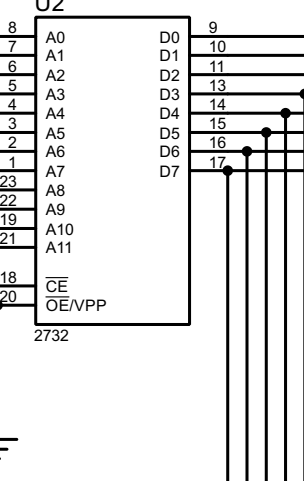 U2
8 A0 D0 9
7 A1 D1 10
6 A2 D2 11
5 A3 D3 13
4 A4 D4 14
3 A5 D5 15
2 A6 D6 16
1 A7 D7 17
23 A8
22 A9
19 A10
21 A11
18 CE
20 OE/VPP
2732